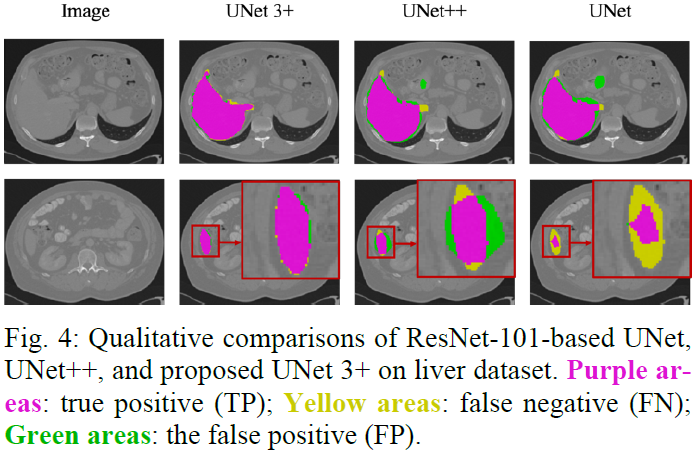 Image UNet 3+ UNet++ UNet
Fig. 4: Qualitative comparisons of ResNet-101-based UNet,
UNet++, and proposed UNet 3+ on liver dataset. Purple ar-
eas: true positive (TP); Yellow areas: false negative (FN);
Green areas: the false positive (FP).